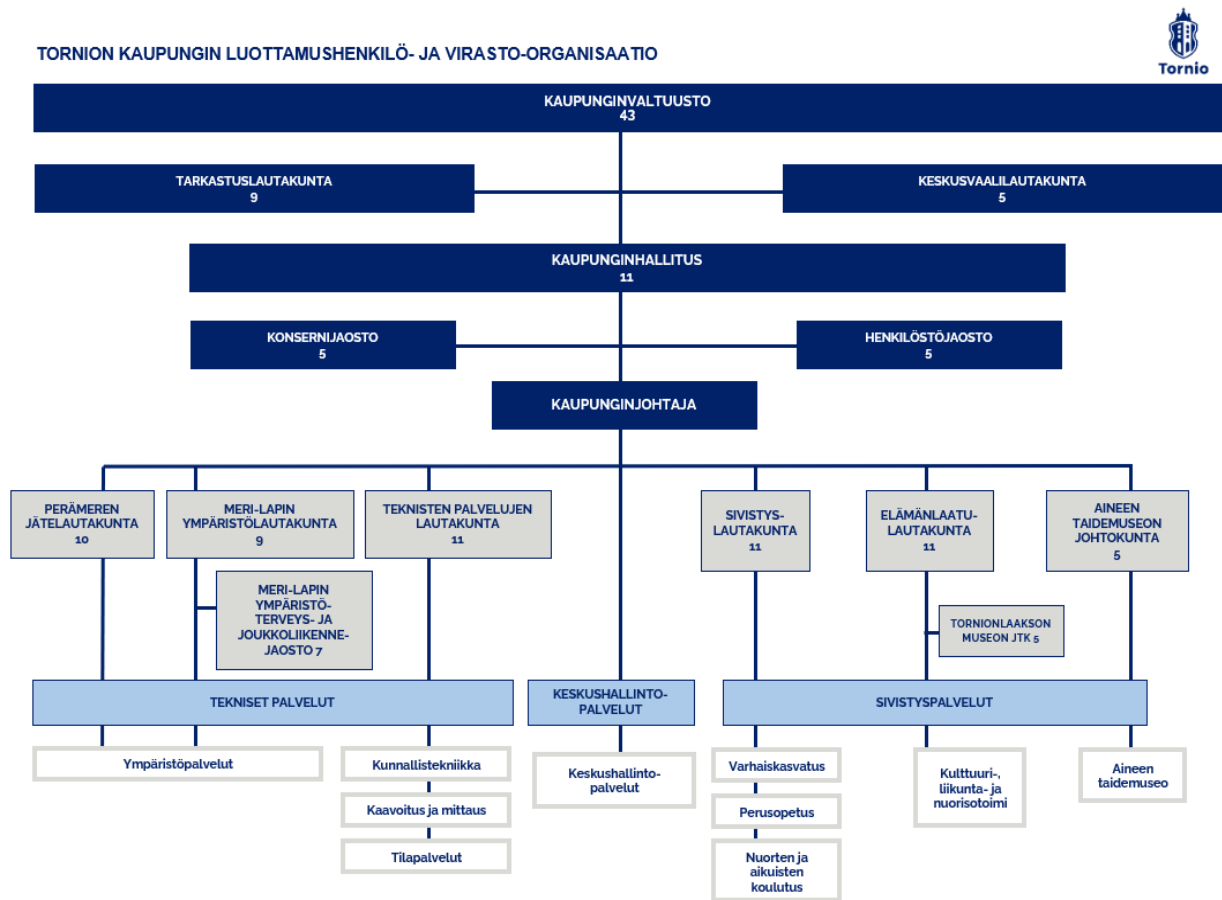 TORNION KAUPUNGIN LUOTTAMUSHENKILÖ- JA VIRASTO-ORGANISAATIO
Tornio
KAUPUNGINVALTUUSTO
43
TARKASTUSLAUTAKUNTA
9
KESKUSVAALILAUTAKUNTA
5
KAUPUNGINHALLITUS
11
KONSERNIJAOSTO
5
HENKILÖSTÖJAOSTO
5
KAUPUNGINJOHTAJA
PERÄMEREN
JÄTELAUTAKUNTA
10
MERI-LAPIN
YMPÄRISTÖLAUTAKUNTA
9
TEKNISTEN PALVELUJEN
LAUTAKUNTA
11
SIVISTYS-
LAUTAKUNTA
11
ELÄMÄNLAATU-
LAUTAKUNTA
11
AINEEN
TAIDEMUSEON
JOHTOKUNTA
5
MERI-LAPIN
YMPÄRISTÖ-
TERVEYS- JA
JOUKKOLIIKENNE-
JAOSTO 7
TORNIONLAAKSON
MUSEON JTK 5
TEKNISET PALVELUT
KESKUSHALLINTO-
PALVELUT
SIVISTYSPALVELUT
Ympäristöpalvelut
Kunnallistekniikka
Kaavoitus ja mittaus
Tilapalvelut
Keskushallinto-
palvelut
Varhaiskasvatus
Perusopetus
Nuorten ja
aikuisten
koulutus
Kulttuuri-,
liikunta- ja
nuorisotoimi
Aineen
taidemuseo